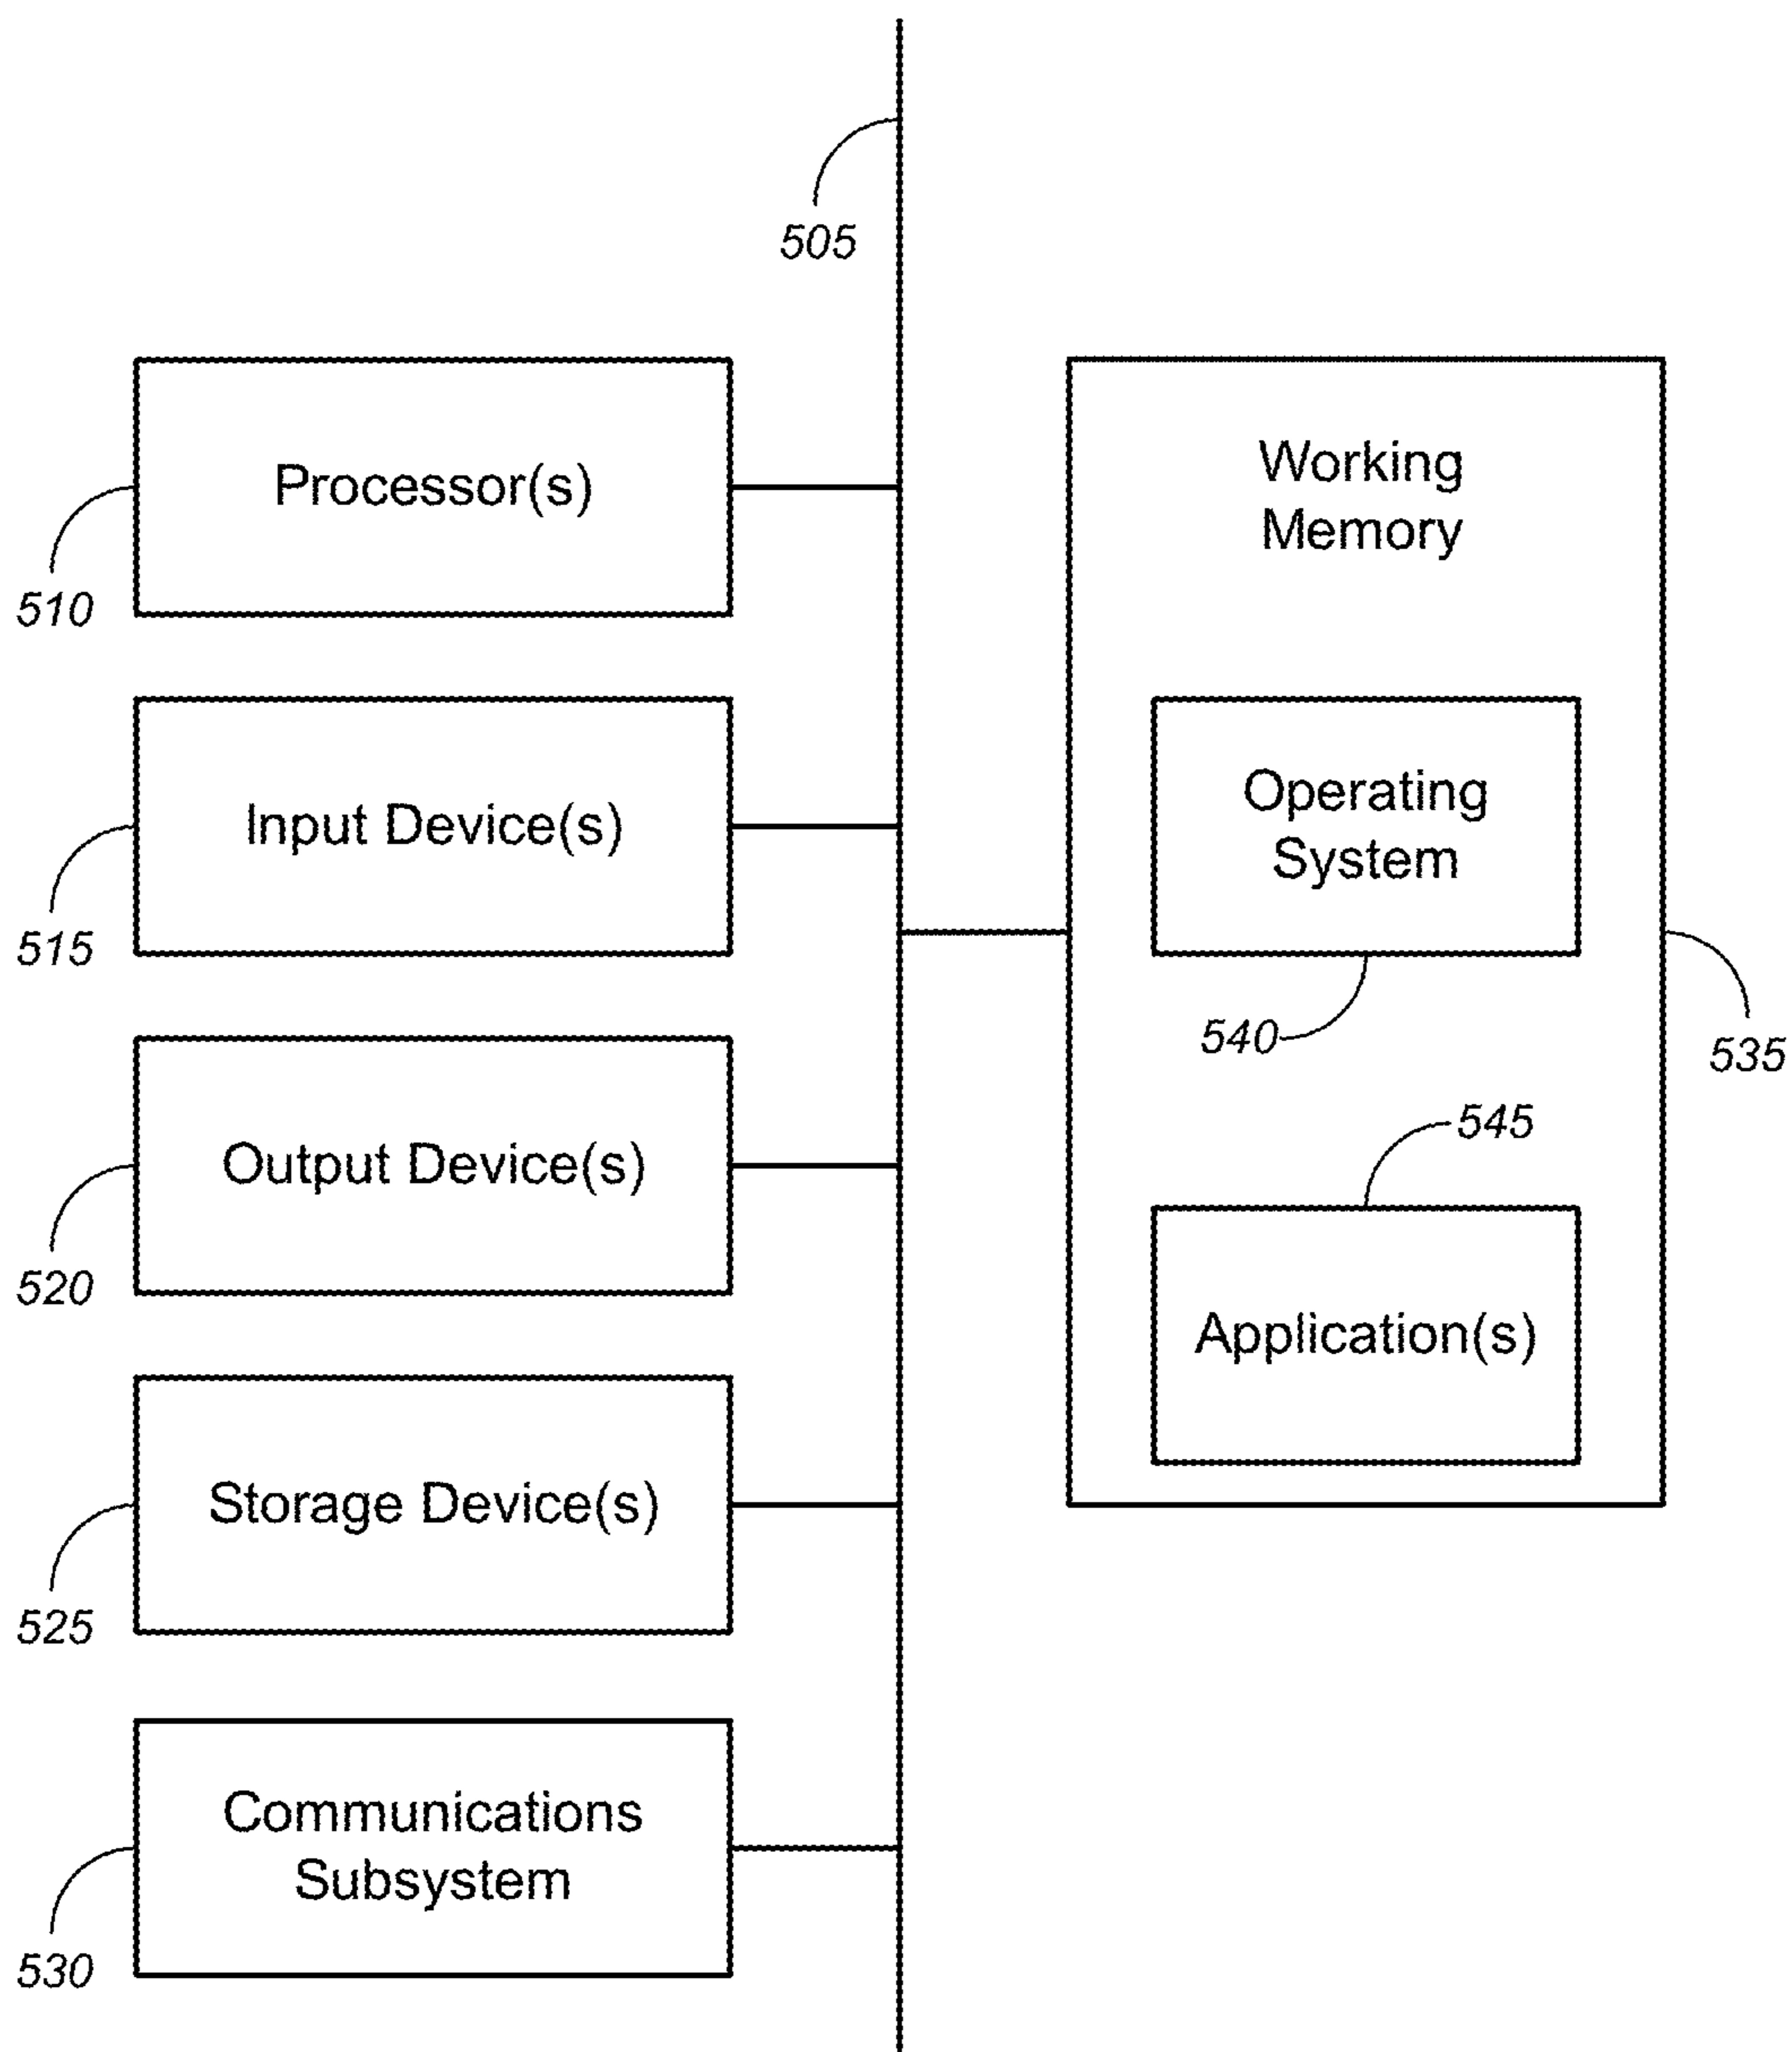 505
Processor(s)
510
Input Device(s)
515
Output Device(s)
520
Storage Device(s)
525
Communications
Subsystem
530
Working
Memory
Operating
System
540
535
545
Application(s)